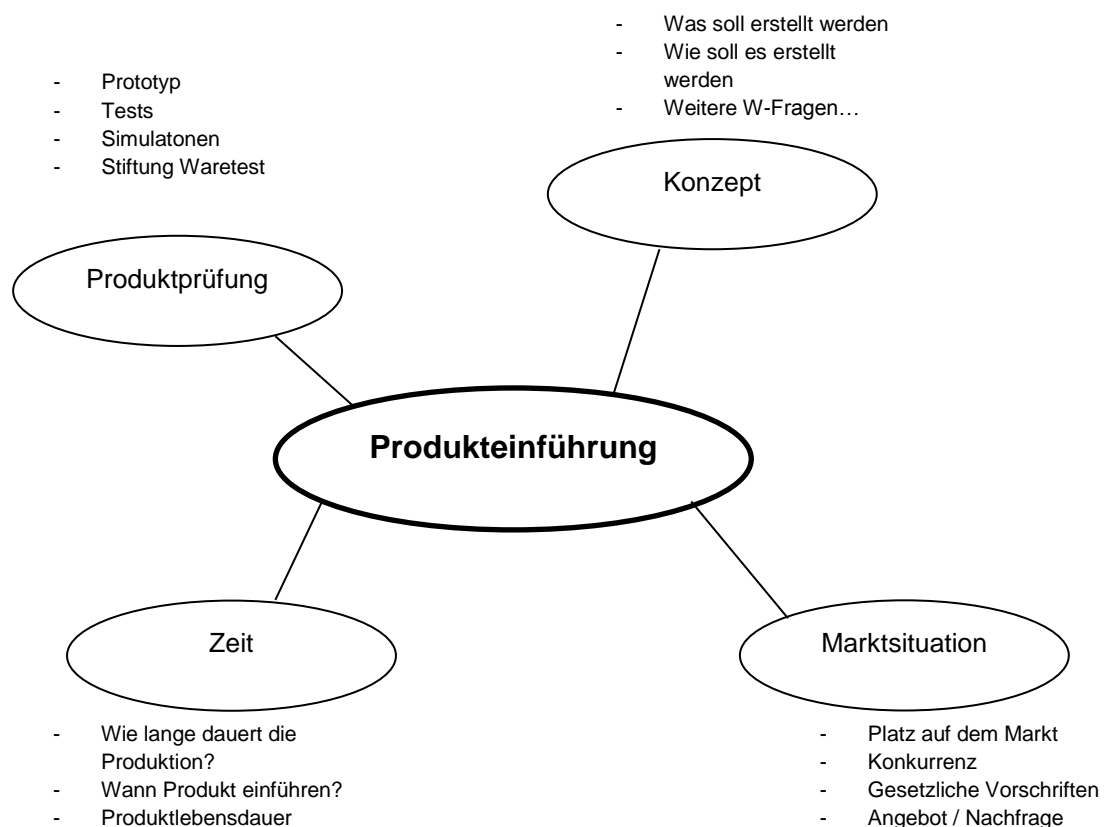 - Was soll erstellt werden
- Wie soll es erstellt
werden
- Weitere W-Fragen…
- Prototyp
- Tests
- Simulatonen
- Stiftung Waretest
Konzept
Produktprüfung
Produkteinführung
Zeit
Marktsituation
- Wie lange dauert die
Produktion?
- Wann Produkt einführen?
- Produktlebensdauer
- Platz auf dem Markt
- Konkurrenz
- Gesetzliche Vorschriften
- Angebot / Nachfrage